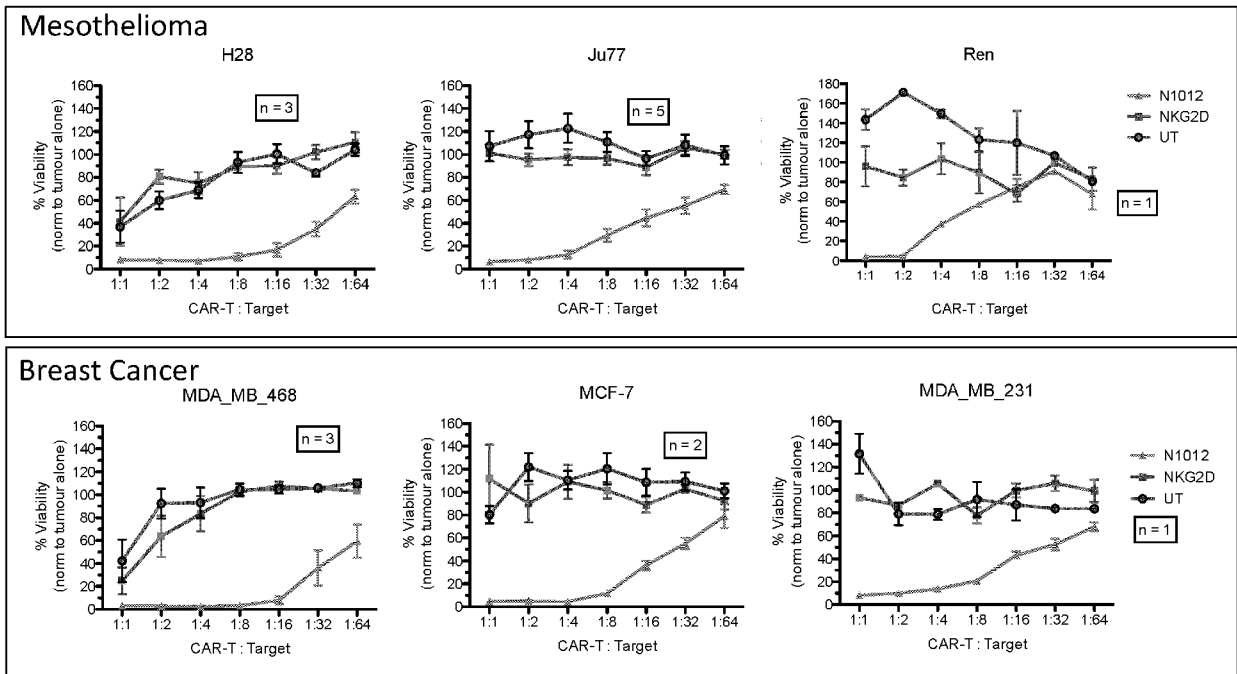 Mesothelioma
H28
% Viability
(norm to tumour alone)
160
140
120
100
80
60
40
20
0
n = 3
1:1 1:2 1:4 1:8 1:16 1:32 1:64
CAR-T : Target
Ju77
% Viability
(norm to tumour alone)
160
140
120
100
80
60
40
20
0
n = 5
1:1 1:2 1:4 1:8 1:16 1:32 1:64
CAR-T : Target
Ren
% Viability
(norm to tumour alone)
180
160
140
120
100
80
60
40
20
0
1:1 1:2 1:4 1:8 1:16 1:32 1:64
CAR-T : Target
N1012
NKG2D
UT
n = 1
Breast Cancer
MDA_MB_468
% Viability
(norm to tumour alone)
160
140
120
100
80
60
40
20
0
n = 3
1:1 1:2 1:4 1:8 1:16 1:32 1:64
CAR-T : Target
MCF-7
% Viability
(norm to tumour alone)
160
140
120
100
80
60
40
20
0
n = 2
1:1 1:2 1:4 1:8 1:16 1:32 1:64
CAR-T : Target
MDA_MB_231
% Viability
(norm to tumour alone)
160
140
120
100
80
60
40
20
0
1:1 1:2 1:4 1:8 1:16 1:32 1:64
CAR-T : Target
N1012
NKG2D
UT
n = 1